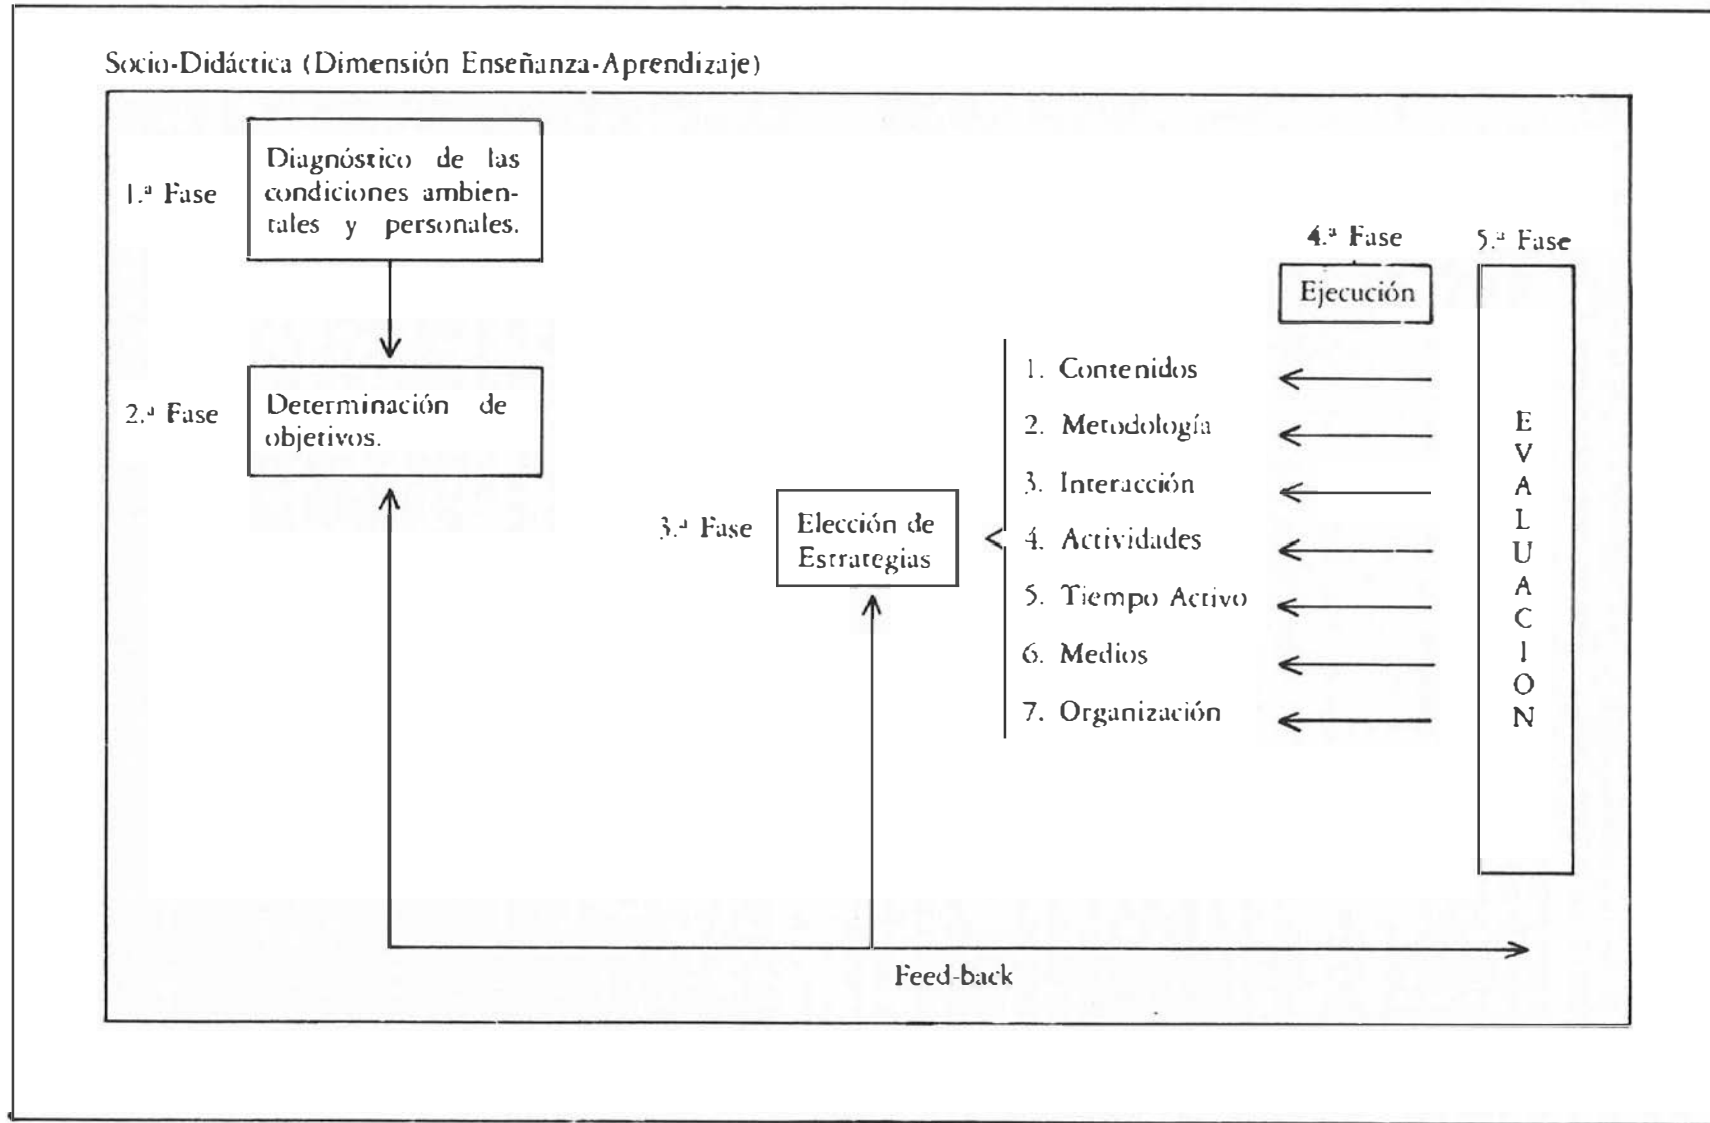 Socio-Didáctica (Dimensión Enseñanza-Aprendizaje)
1.ª Fase
Diagnóstico de las
condiciones ambien-
tales y personales.
2.ª Fase
Determinación de
objetivos.
3.ª Fase
Elección de
Estrategias
1. Contenidos
2. Metodología
3. Interacción
4. Actividades
5. Tiempo Activo
6. Medios
7. Organización
4.ª Fase
Ejecución
5.ª Fase
EVALUACION
Feed-back